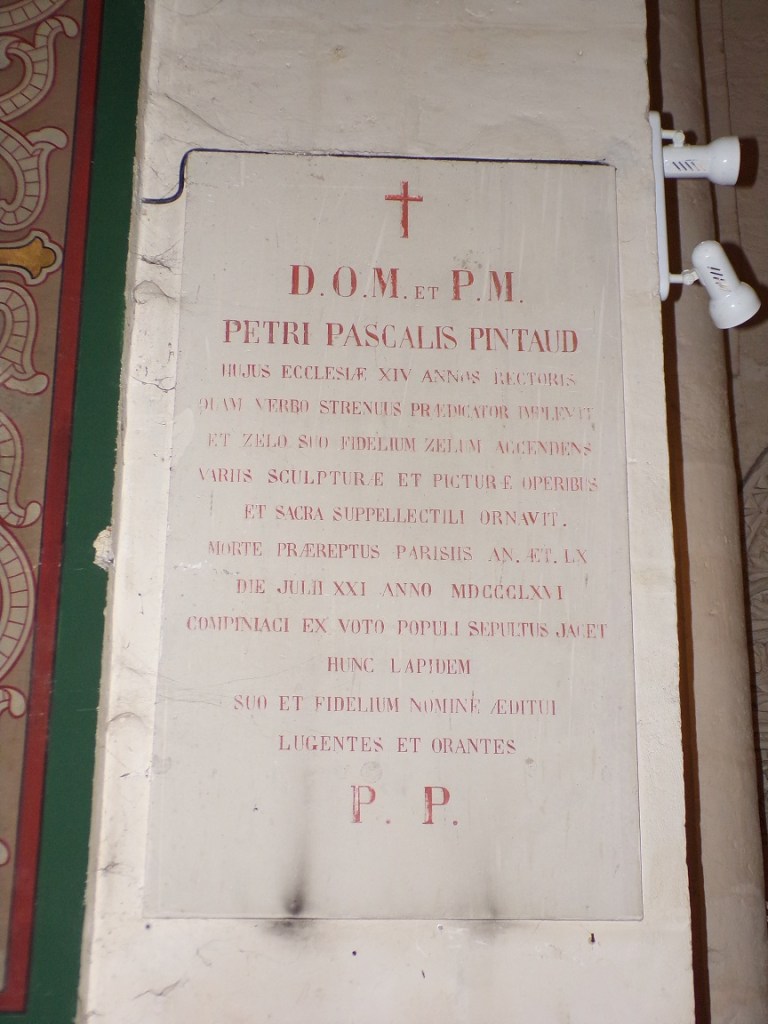 D.O.M. ET P.M.
PETRI PASCALIS PINTAUD
HUJUS ECCLESIÆ XIV ANNOS RECTORIS
QUAM VERBO STRENUUS PRÆDICATOR IMPLEVIT
ET ZELO SUO FIDELIUM ZELUM ACCENDENS
VARIIS SCULPTURÆ ET PICTURÆ OPERIBUS
ET SACRA SUPPELLECTILI ORNAVIT.
MORTE PRÆREPTUS PARISIIS AN. ÆT. LX
DIE JULII XXI ANNO MDCCCLXVI
COMPINIACI EX VOTO POPULI SEPULTUS JACET
HUNC LAPIDEM
SUO ET FIDELIUM NOMINE ÆDITUI
LUGENTES ET ORANTES
P. P.